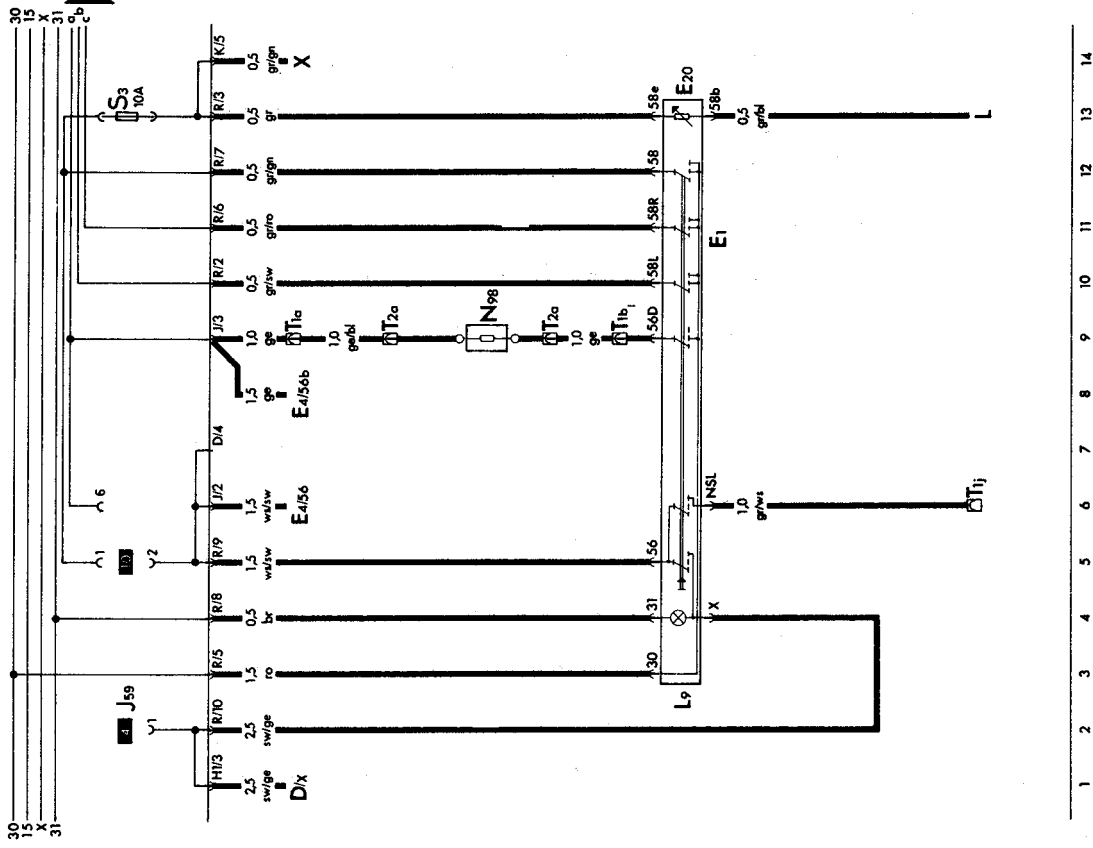 30
15
X
31
a
b
c
30
15
X
31
K/5
0,5
gr/gn
X
14
S3
10A
R/3
0,5
gr
58e
E20
58b
0,5
gr/bl
L
13
R/7
0,5
gr/gn
58
12
R/6
0,5
gr/ro
58R
E1
11
R/2
0,5
gr/sw
58L
10
J/3
1,0
ge
T1a
1,0
ge/bl
T2a
N98
T2a
1,0
ge
T1b
56D
9
1,5
ge
E4/56b
8
D/4
7
6
J/2
1,5
ws/sw
E4/56
NSL
1,0
gr/ws
T1j
6
1
2
R/9
1,5
ws/sw
56
5
R/8
0,5
br
31
X
4
R/5
1,5
ro
30
L9
3
4
J59
1
R/10
2,5
sw/ge
2
H1/3
2,5
sw/ge
D/X
1